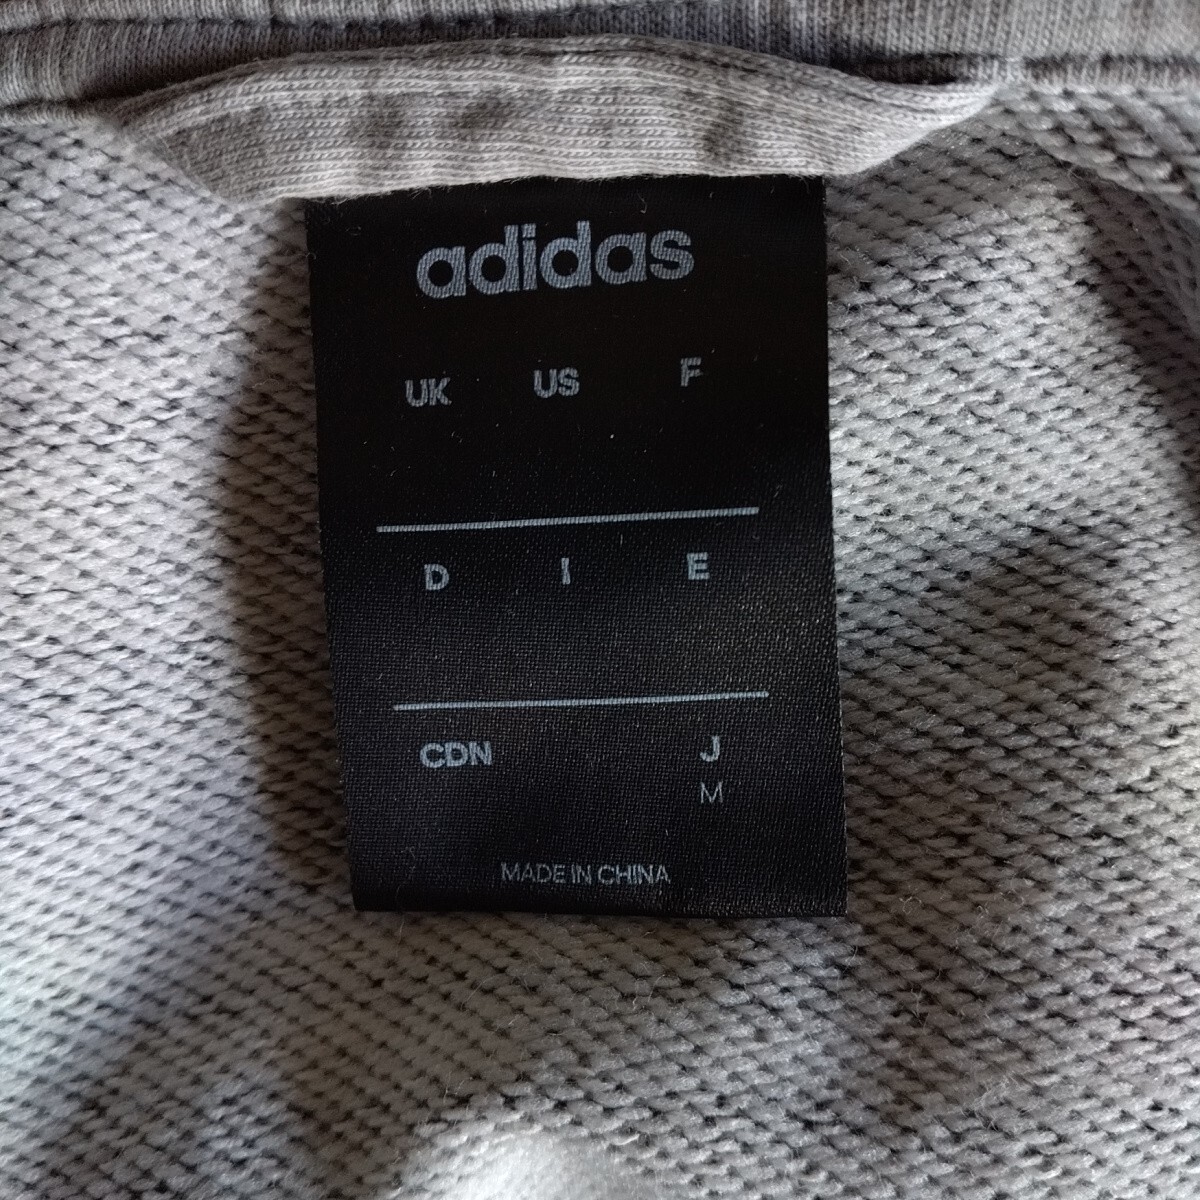 adidas
UK US F
D I E
CDN J
M
MADE IN CHINA